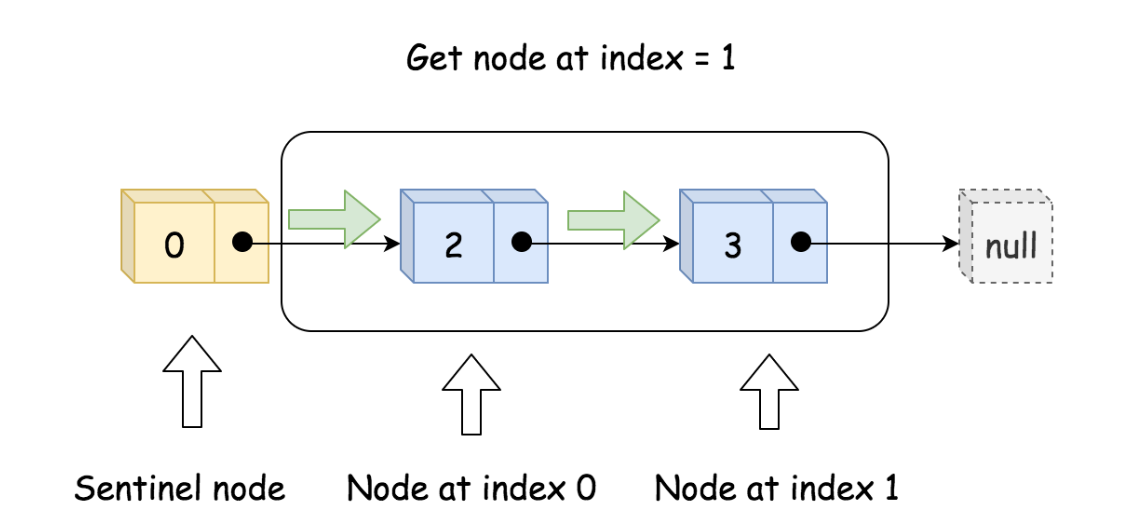 Get node at index = 1
0 2 3 null
Sentinel node Node at index 0 Node at index 1